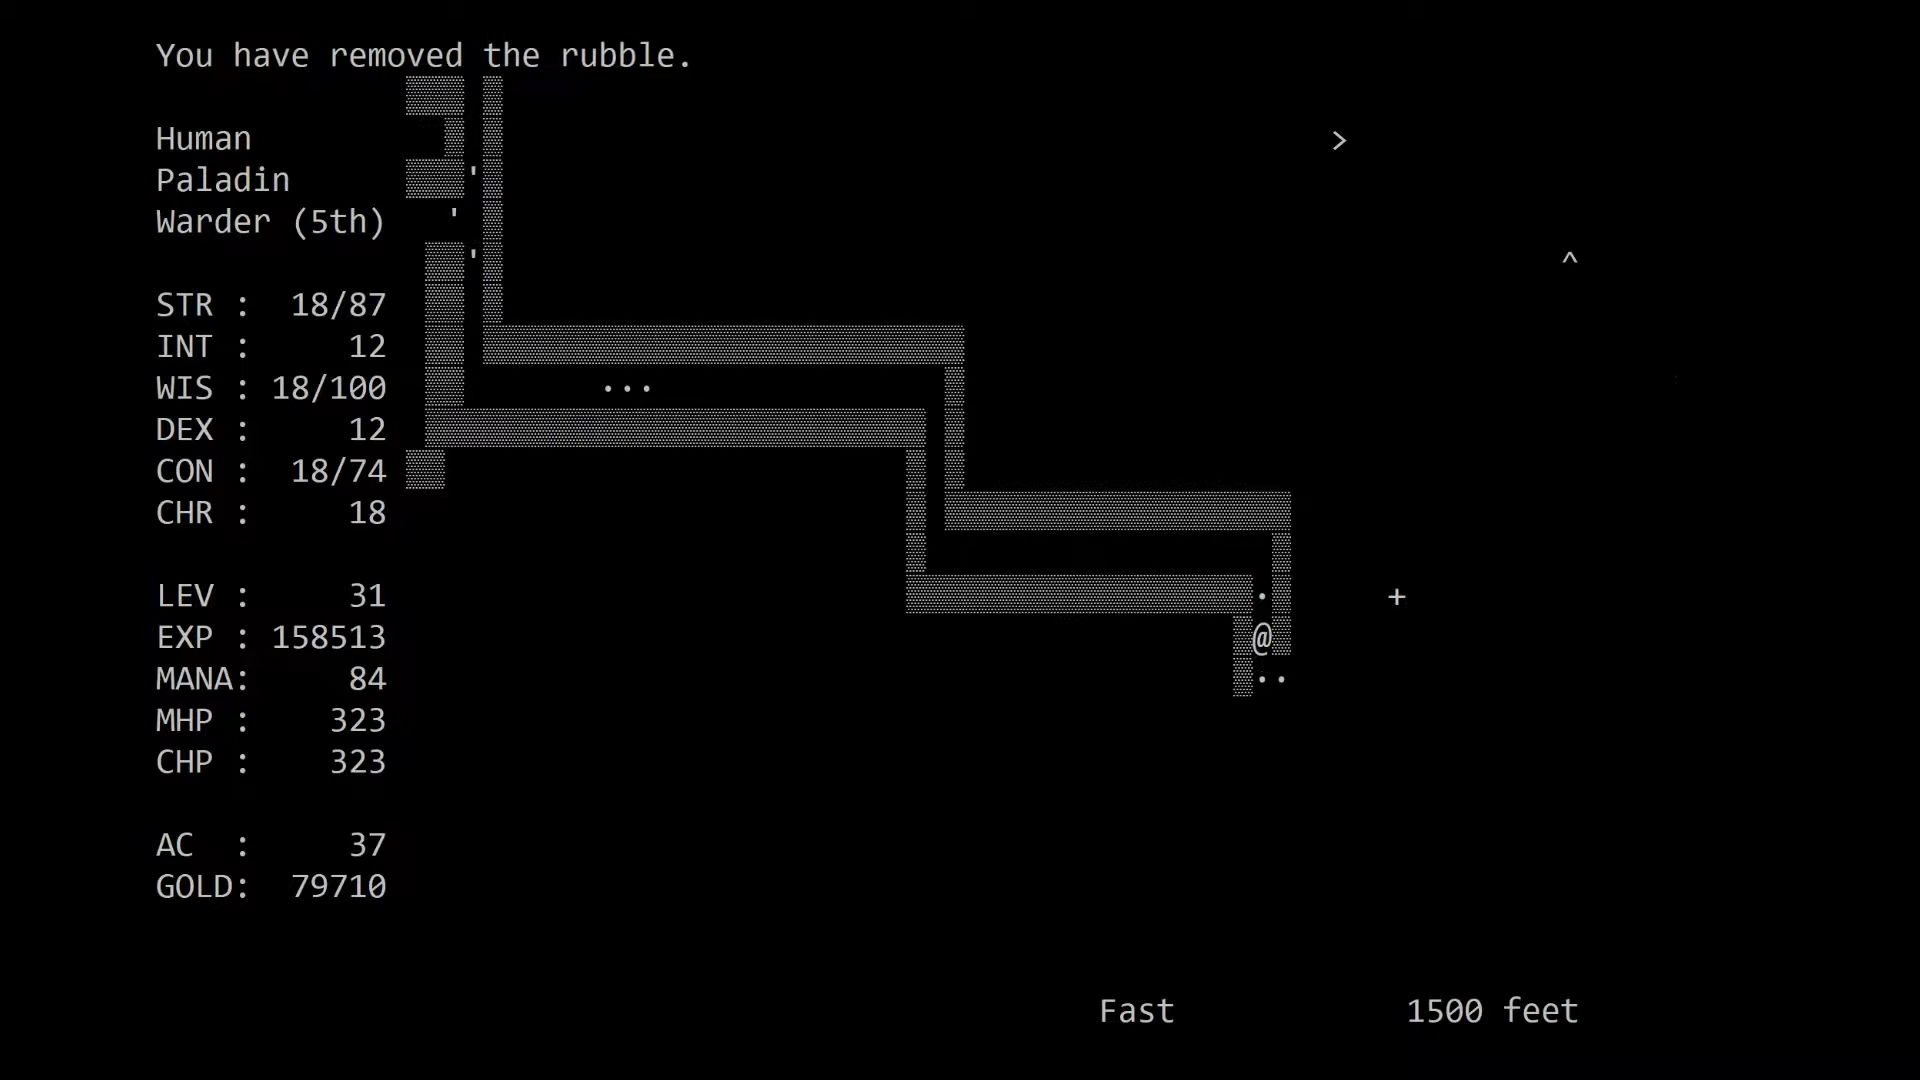 You have removed the rubble.
Human
>
Paladin '
Warder (5th) '
' ^
STR : 18/87
INT : 12
WIS : 18/100 ...
DEX : 12
CON : 18/74
CHR : 18
LEV : 31 . +
EXP : 158513 @
MANA: 84 ..
MHP : 323
CHP : 323
AC : 37
GOLD: 79710
Fast 1500 feet